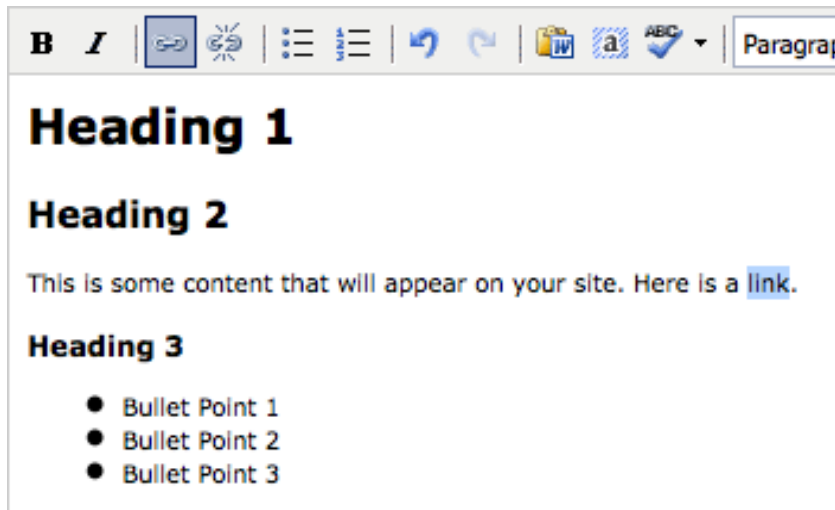 B I ABC Paragrap
Heading 1
Heading 2
This is some content that will appear on your site. Here is a link.
Heading 3
Bullet Point 1
Bullet Point 2
Bullet Point 3